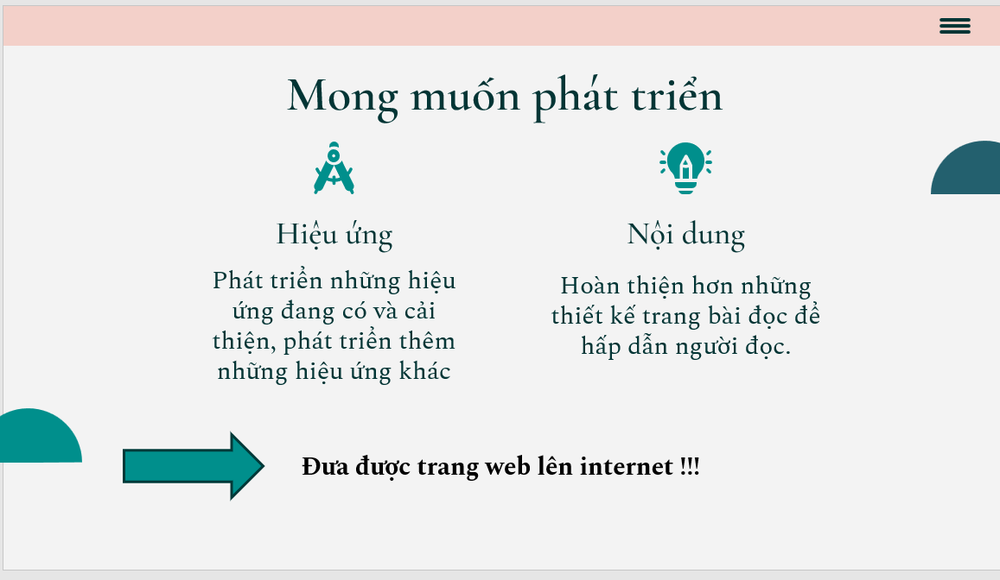 Mong muốn phát triển
Hiệu ứng
Phát triển những hiệu
ứng đang có và cải
thiện, phát triển thêm
những hiệu ứng khác
Nội dung
Hoàn thiện hơn những
thiết kế trang bài đọc để
hấp dẫn người đọc.
Đưa được trang web lên internet !!!